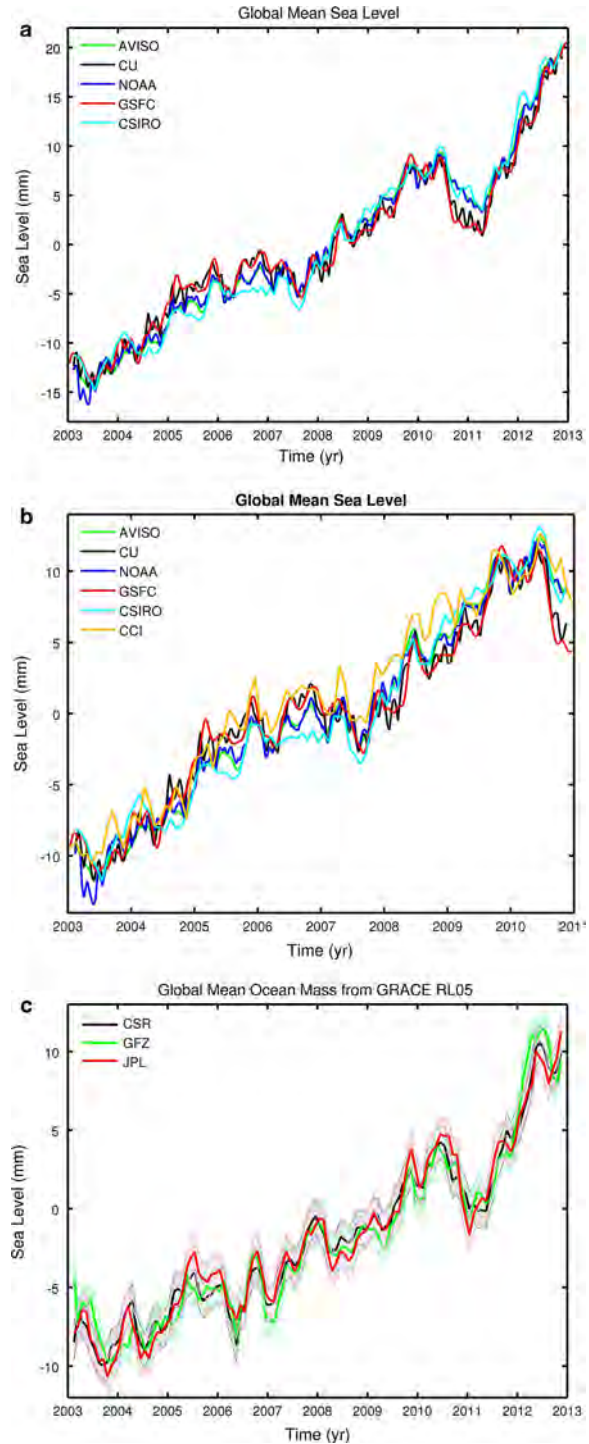 Global Mean Sea Level
a
20
15
10
5
0
-5
-10
-15
AVISO
CU
NOAA
GSFC
CSIRO
Sea Level (mm)
2003 2004 2005 2006 2007 2008 2009 2010 2011 2012 2013
Time (yr)
Global Mean Sea Level
b
10
5
0
-5
-10
AVISO
CU
NOAA
GSFC
CSIRO
CCI
Sea Level (mm)
2003 2004 2005 2006 2007 2008 2009 2010 201
Time (yr)
Global Mean Ocean Mass from GRACE RL05
c
10
5
0
-5
-10
CSR
GFZ
JPL
Sea Level (mm)
2003 2004 2005 2006 2007 2008 2009 2010 2011 2012 2013
Time (yr)